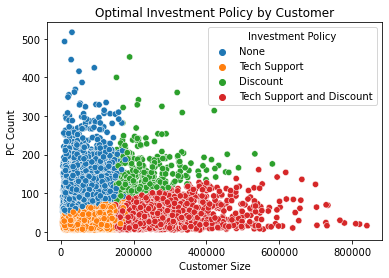 Optimal Investment Policy by Customer
Investment Policy
None
Tech Support
Discount
Tech Support and Discount
PC Count
500
400
300
200
100
0
0
200000
400000
600000
800000
Customer Size